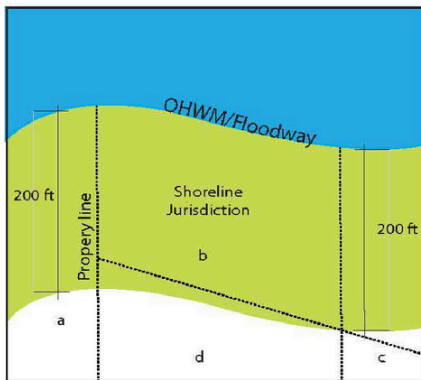 OHWM/Floodway
200 ft
Propery line
Shoreline
Jurisdiction
200 ft
b
a
d
c